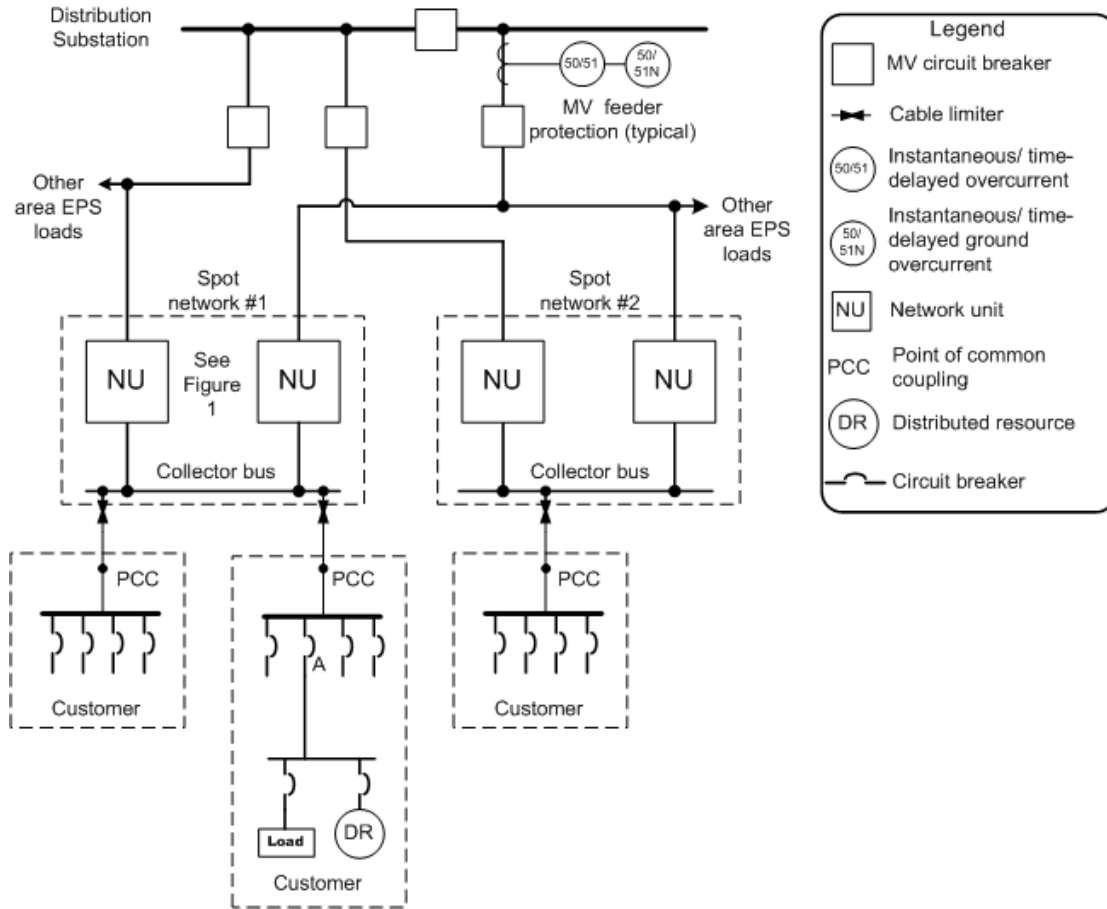 Distribution
Substation
50/51
50/
51N
MV feeder
protection (typical)
Other
area EPS
loads
Other
area EPS
loads
Spot
network #1
Spot
network #2
NU
See
Figure
1
NU
NU
NU
Collector bus
Collector bus
PCC
PCC
PCC
A
Customer
Customer
Load
DR
Customer
Legend
MV circuit breaker
Cable limiter
50/51
Instantaneous/ time-
delayed overcurrent
50/
51N
Instantaneous/ time-
delayed ground
overcurrent
NU
Network unit
PCC
Point of common
coupling
DR
Distributed resource
Circuit breaker